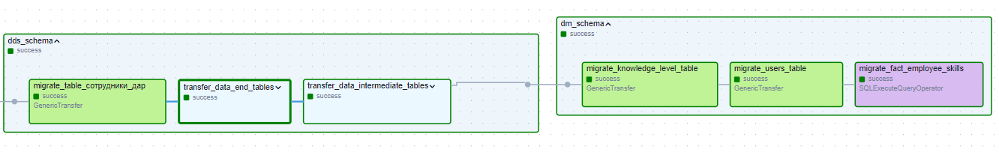 dds_schema
success
migrate_table_сотрудники_дар
success
GenericTransfer
transfer_data_end_tables
success
transfer_data_intermediate_tables
success
dm_schema
success
migrate_knowledge_level_table
success
GenericTransfer
migrate_users_table
success
GenericTransfer
migrate_fact_employee_skills
success
SQLExecuteQueryOperator